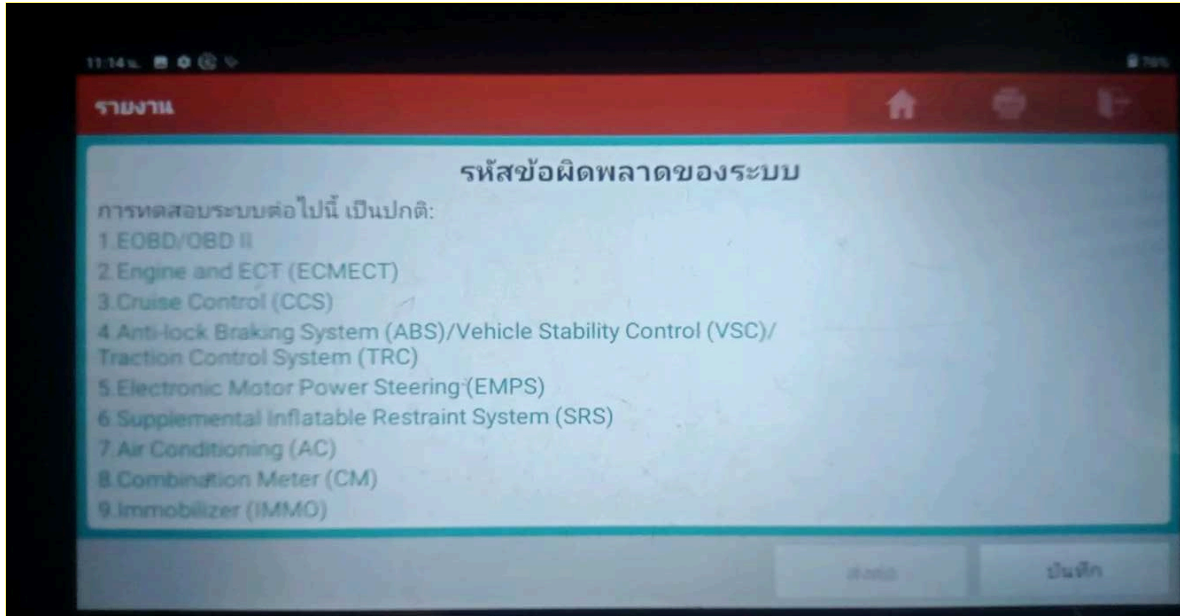 11:14 น.
76%
รายงาน
รหัสข้อผิดพลาดของระบบ
การทดสอบระบบต่อไปนี้ เป็นปกติ:
1.EOBD/OBD II
2.Engine and ECT (ECMECT)
3.Cruise Control (CCS)
4.Anti-lock Braking System (ABS)/Vehicle Stability Control (VSC)/
Traction Control System (TRC)
5.Electronic Motor Power Steering (EMPS)
6.Supplemental Inflatable Restraint System (SRS)
7.Air Conditioning (AC)
8.Combination Meter (CM)
9.Immobilizer (IMMO)
บันทึก